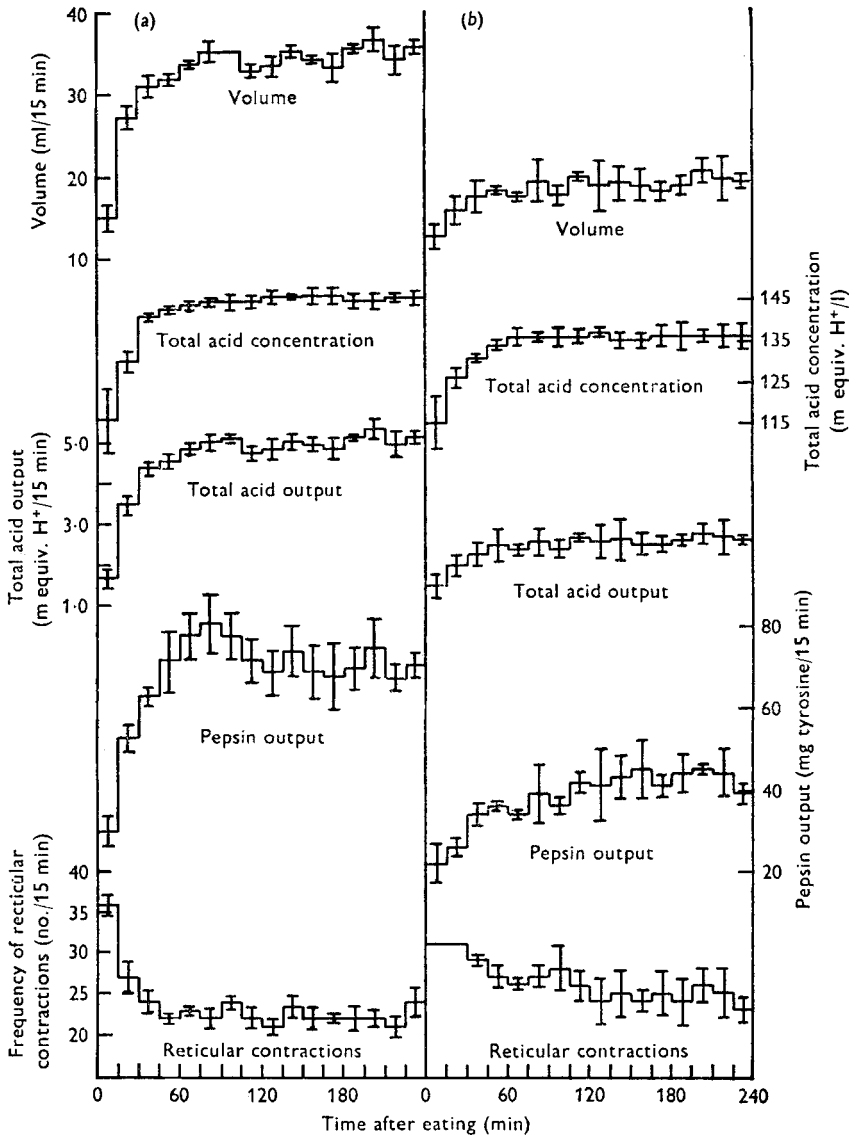 (a)
(b)
40
30
20
10
Volume (ml/15 min)
Volume
Volume
Total acid concentration
Total acid concentration
145
135
125
115
Total acid concentration
(m equiv. H+/l)
5·0
3·0
1·0
Total acid output
(m equiv. H+/15 min)
Total acid output
Total acid output
80
60
40
20
Pepsin output (mg tyrosine/15 min)
Pepsin output
Pepsin output
40
35
30
25
20
Frequency of recticular
contractions (no./15 min)
Reticular contractions
Reticular contractions
0
60
120
180
0
60
120
180
240
Time after eating (min)